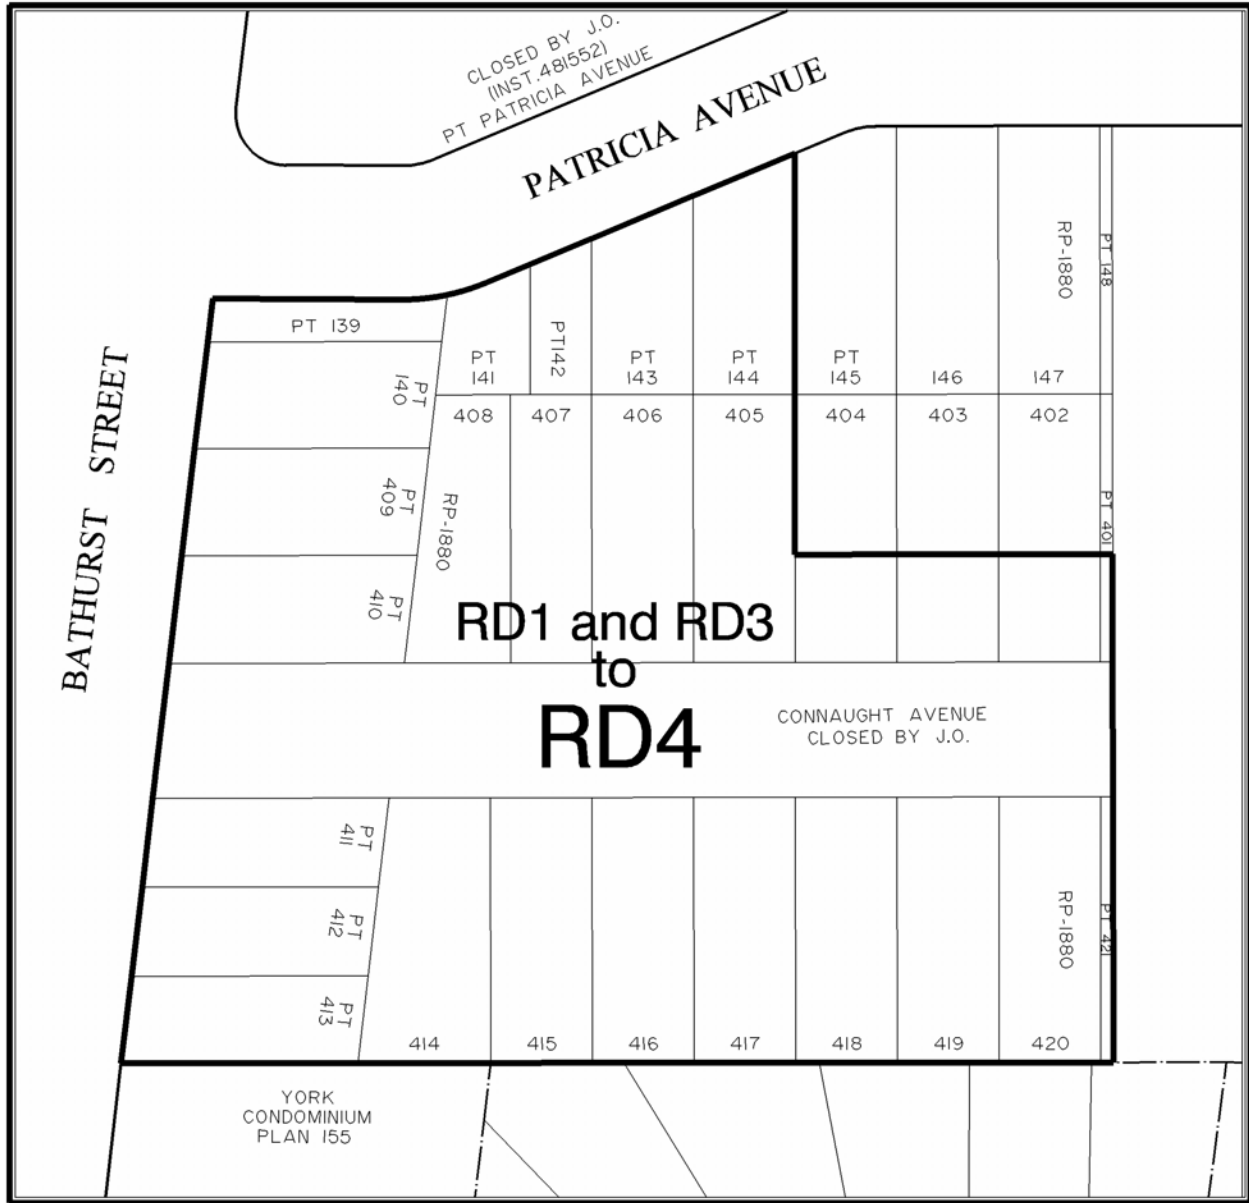 CLOSED BY J.O.
(INST.481552)
PT PATRICIA AVENUE
PATRICIA AVENUE
BATHURST STREET
PT 139
PT
140
PT
409
PT
410
RP-1880
PT
141
PT142
PT
143
PT
144
PT
145
146
147
RP-1880
PT 148
408
407
406
405
404
403
402
PT 401
RD1 and RD3
to
RD4
CONNAUGHT AVENUE
CLOSED BY J.O.
PT
411
PT
412
PT
413
RP-1880
PT 421
414
415
416
417
418
419
420
YORK
CONDOMINIUM
PLAN 155